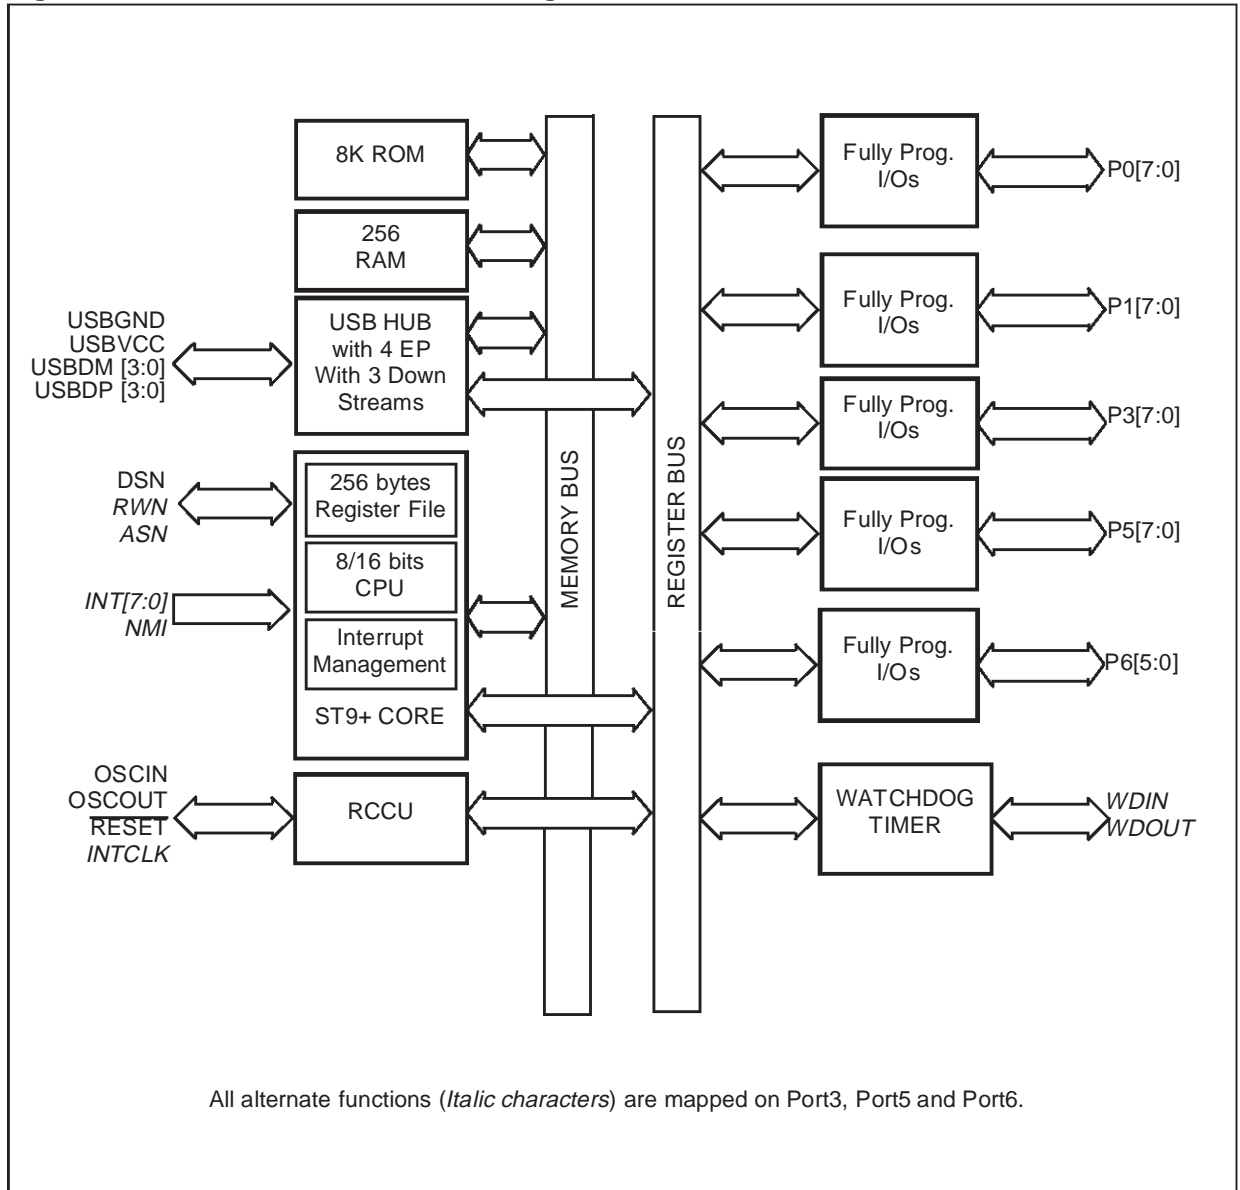 8K ROM
256
RAM
USB HUB
with 4 EP
With 3 Down
Streams
USBGND
USBVCC
USBDM [3:0]
USBDP [3:0]
256 bytes
Register File
8/16 bits
CPU
Interrupt
Management
ST9+ CORE
DSN
RWN
ASN
INT[7:0]
NMI
OSCIN
OSCOUT
RESET
INTCLK
RCCU
MEMORY BUS
REGISTER BUS
Fully Prog.
I/Os
P0[7:0]
Fully Prog.
I/Os
P1[7:0]
Fully Prog.
I/Os
P3[7:0]
Fully Prog.
I/Os
P5[7:0]
Fully Prog.
I/Os
P6[5:0]
WATCHDOG
TIMER
WDIN
WDOUT
All alternate functions (Italic characters) are mapped on Port3, Port5 and Port6.